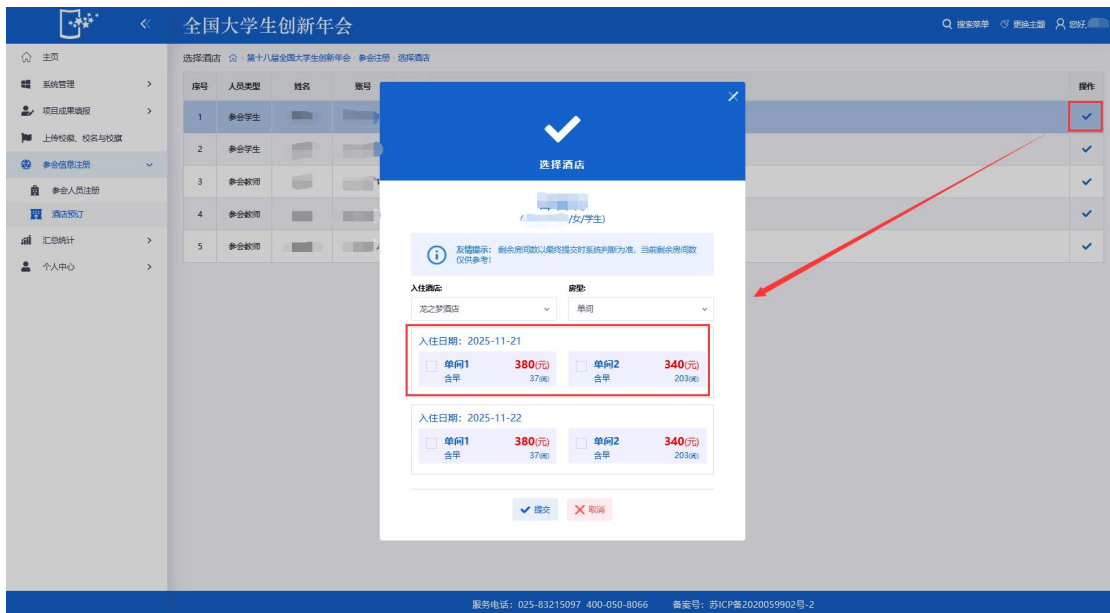 全国大学生创新年会
搜索菜单 更换主题 您好,
主页
系统管理
项目成果填报
上传校徽、校名与校旗
参会信息注册
参会人员注册
酒店预订
汇总统计
个人中心
选择酒店 第十八届全国大学生创新年会 参会注册 选择酒店
序号 人员类型 姓名 账号 操作
1 参会学生
2 参会学生
3 参会教师
4 参会教师
5 参会教师
选择酒店
/女/学生)
友情提示: 剩余房间数以最终提交时系统判断为准,当前剩余房间数
仅供参考!
入住酒店: 房型:
龙之梦酒店 单间
入住日期:2025-11-21
单间1 380(元) 单间2 340(元)
含早 37(间) 含早 203(间)
入住日期:2025-11-22
单间1 380(元) 单间2 340(元)
含早 37(间) 含早 203(间)
提交 取消
服务电话:025-83215097 400-050-8066 备案号:苏ICP备2020059902号-2